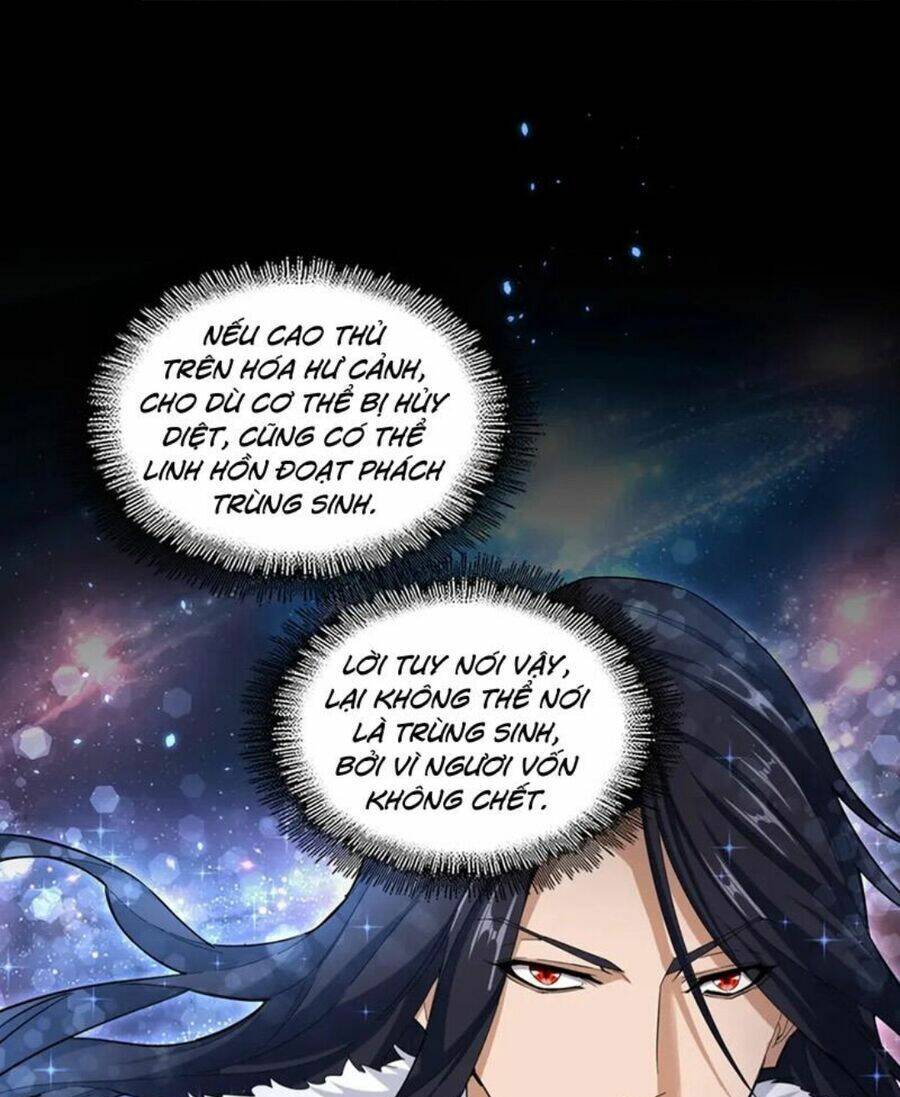 NẾU CAO THỦ
TRÊN HÓA HƯ CẢNH,
CHO DÙ CƠ THỂ BỊ HỦY
DIỆT, CŨNG CÓ THỂ
LINH HỒN ĐOẠT PHÁCH
TRÙNG SINH.
LỜI TUY NÓI VẬY,
LẠI KHÔNG THỂ NÓI
LÀ TRÙNG SINH,
BỞI VÌ NGƯƠI VỐN
KHÔNG CHẾT.